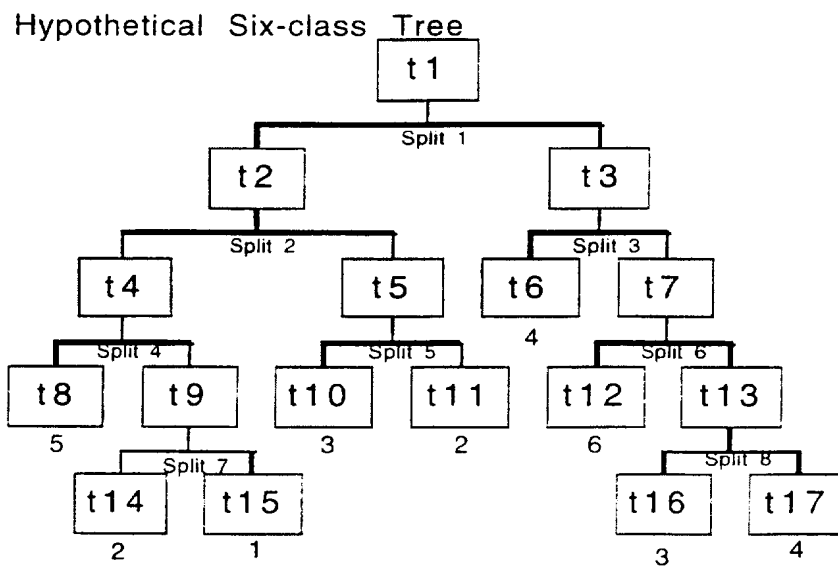 Hypothetical Six-class Tree
t1
Split 1
t2 t3
Split 2 Split 3
t4 t5 t6 t7
4
Split 4 Split 5 Split 6
t8 t9 t10 t11 t12 t13
5 3 2 6
Split 7 Split 8
t14 t15 t16 t17
2 1 3 4